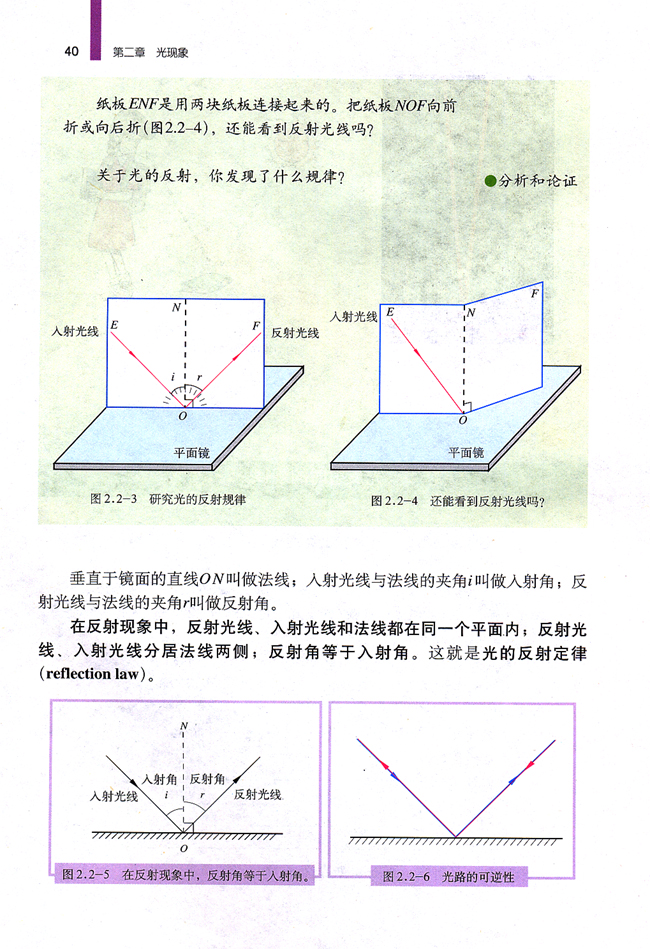 40 第二章 光现象
纸板ENF是用两块纸板连接起来的。把纸板NOF向前
折或向后折(图2.2-4)，还能看到反射光线吗?
关于光的反射，你发现了什么规律?
●分析和论证
N
E
F
入射光线
反射光线
i
r
O
平面镜
图 2.2-3 研究光的反射规律
入射光线
E
N
F
O
平面镜
图 2.2-4 还能看到反射光线吗?
垂直于镜面的直线ON叫做法线；入射光线与法线的夹角i叫做入射角；反
射光线与法线的夹角r叫做反射角。
在反射现象中，反射光线、入射光线和法线都在同一个平面内；反射光
线、入射光线分居法线两侧；反射角等于入射角。这就是光的反射定律
(reflection law)。
N
入射角
反射角
入射光线
i
r
反射光线
O
图 2.2-5 在反射现象中，反射角等于入射角。
图 2.2-6 光路的可逆性